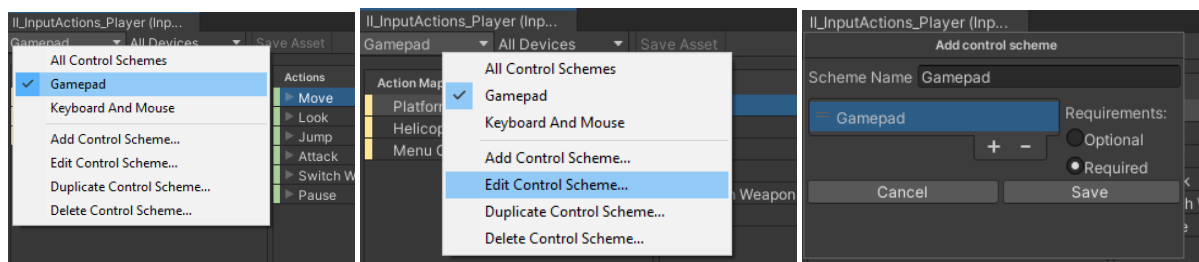 II_InputActions_Player (Inp...
Gamepad All Devices Save Asset
All Control Schemes
Gamepad
Keyboard And Mouse
Add Control Scheme...
Edit Control Scheme...
Duplicate Control Scheme...
Delete Control Scheme...
Actions
Move
Look
Jump
Attack
Switch W
Pause
II_InputActions_Player (Inp...
Gamepad All Devices Save Asset
Action Map
Platforn
Helicop
Menu C
All Control Schemes
Gamepad
Keyboard And Mouse
Add Control Scheme...
Edit Control Scheme...
Duplicate Control Scheme...
Delete Control Scheme...
Weapon
II_InputActions_Player (Inp...
Add control scheme
Scheme Name Gamepad
Gamepad
+ -
Requirements:
Optional
Required
Cancel Save